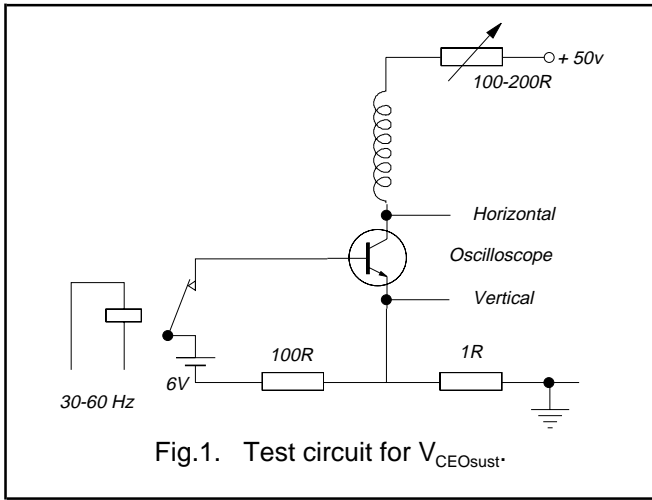 + 50v
100-200R
Horizontal
Oscilloscope
Vertical
100R
1R
6V
30-60 Hz
Fig.1. Test circuit for VCEOsust.